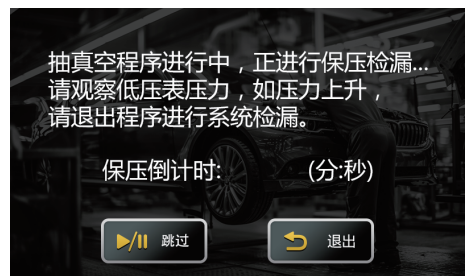 抽真空程序进行中，正进行保压检漏...
请观察低压表压力，如压力上升，
请退出程序进行系统检漏。
保压倒计时: (分:秒)
跳过 退出